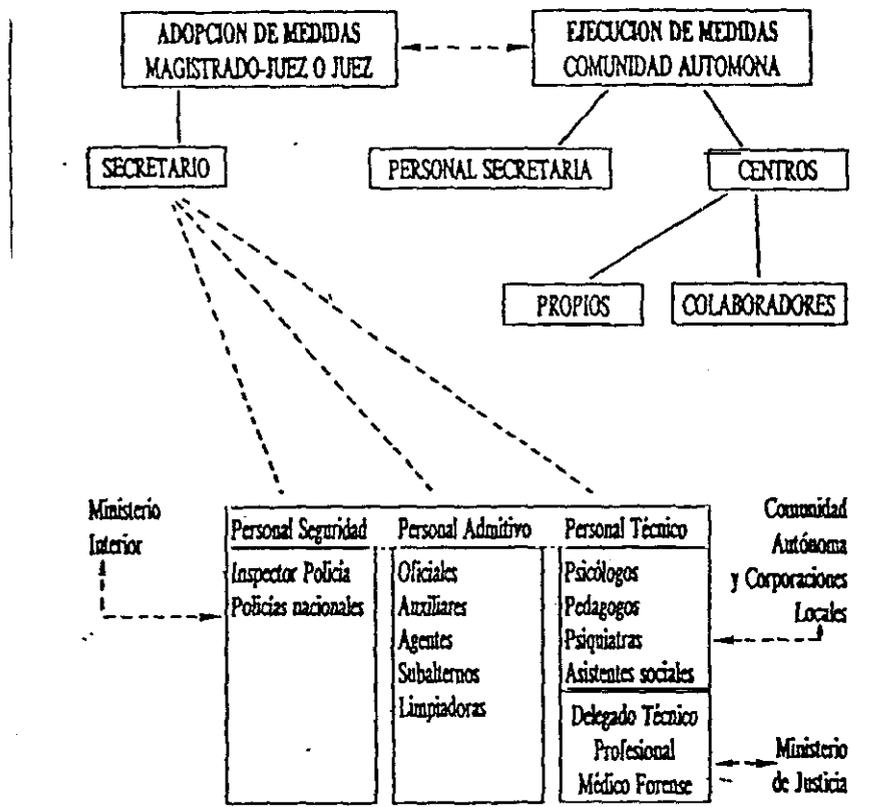 ADOPCION DE MEDIDAS
MAGISTRADO-JUEZ O JUEZ
EJECUCION DE MEDIDAS
COMUNIDAD AUTOMONA
SECRETARIO
PERSONAL SECRETARIA
CENTROS
PROPIOS
COLABORADORES
Ministerio
Interior
Personal Seguridad
Inspector Policía
Policías nacionales
Personal Admitivo
Oficiales
Auxiliares
Agentes
Subalternos
Limpiadoras
Personal Técnico
Psicólogos
Pedagogos
Psiquiatras
Asistentes sociales
Delegado Técnico
Profesional
Médico Forense
Comunidad
Autónoma
y Corporaciones
Locales
Ministerio
de Justicia